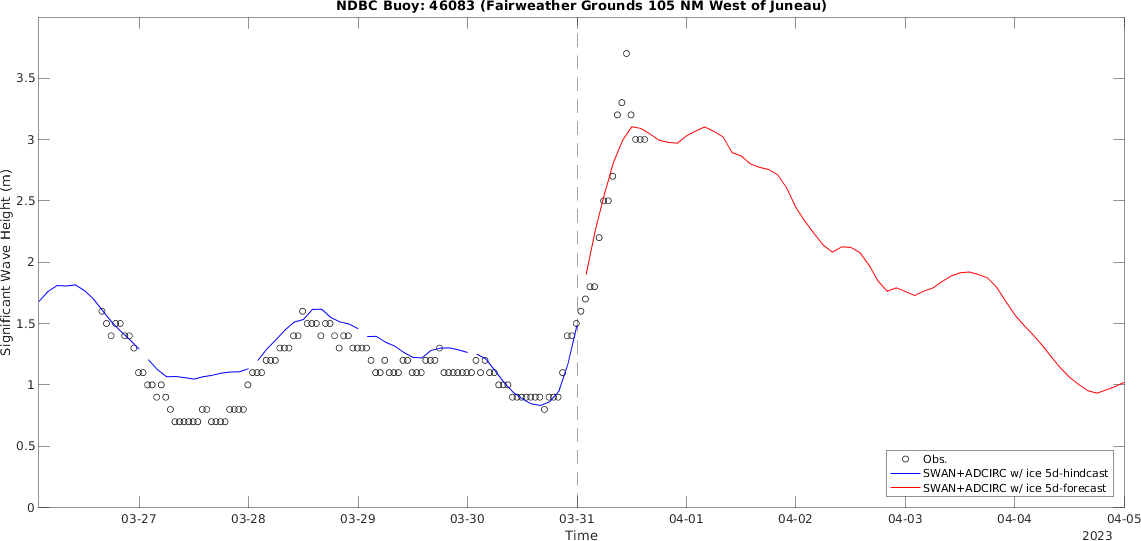 NDBC Buoy: 46083 (Fairweather Grounds 105 NM West of Juneau)
Significant Wave Height (m)
3.5
3
2.5
2
1.5
1
0.5
0
Obs.
SWAN+ADCIRC w/ ice 5d-hindcast
SWAN+ADCIRC w/ ice 5d-forecast
03-27 03-28 03-29 03-30 03-31 04-01 04-02 04-03 04-04 04-05
Time
2023